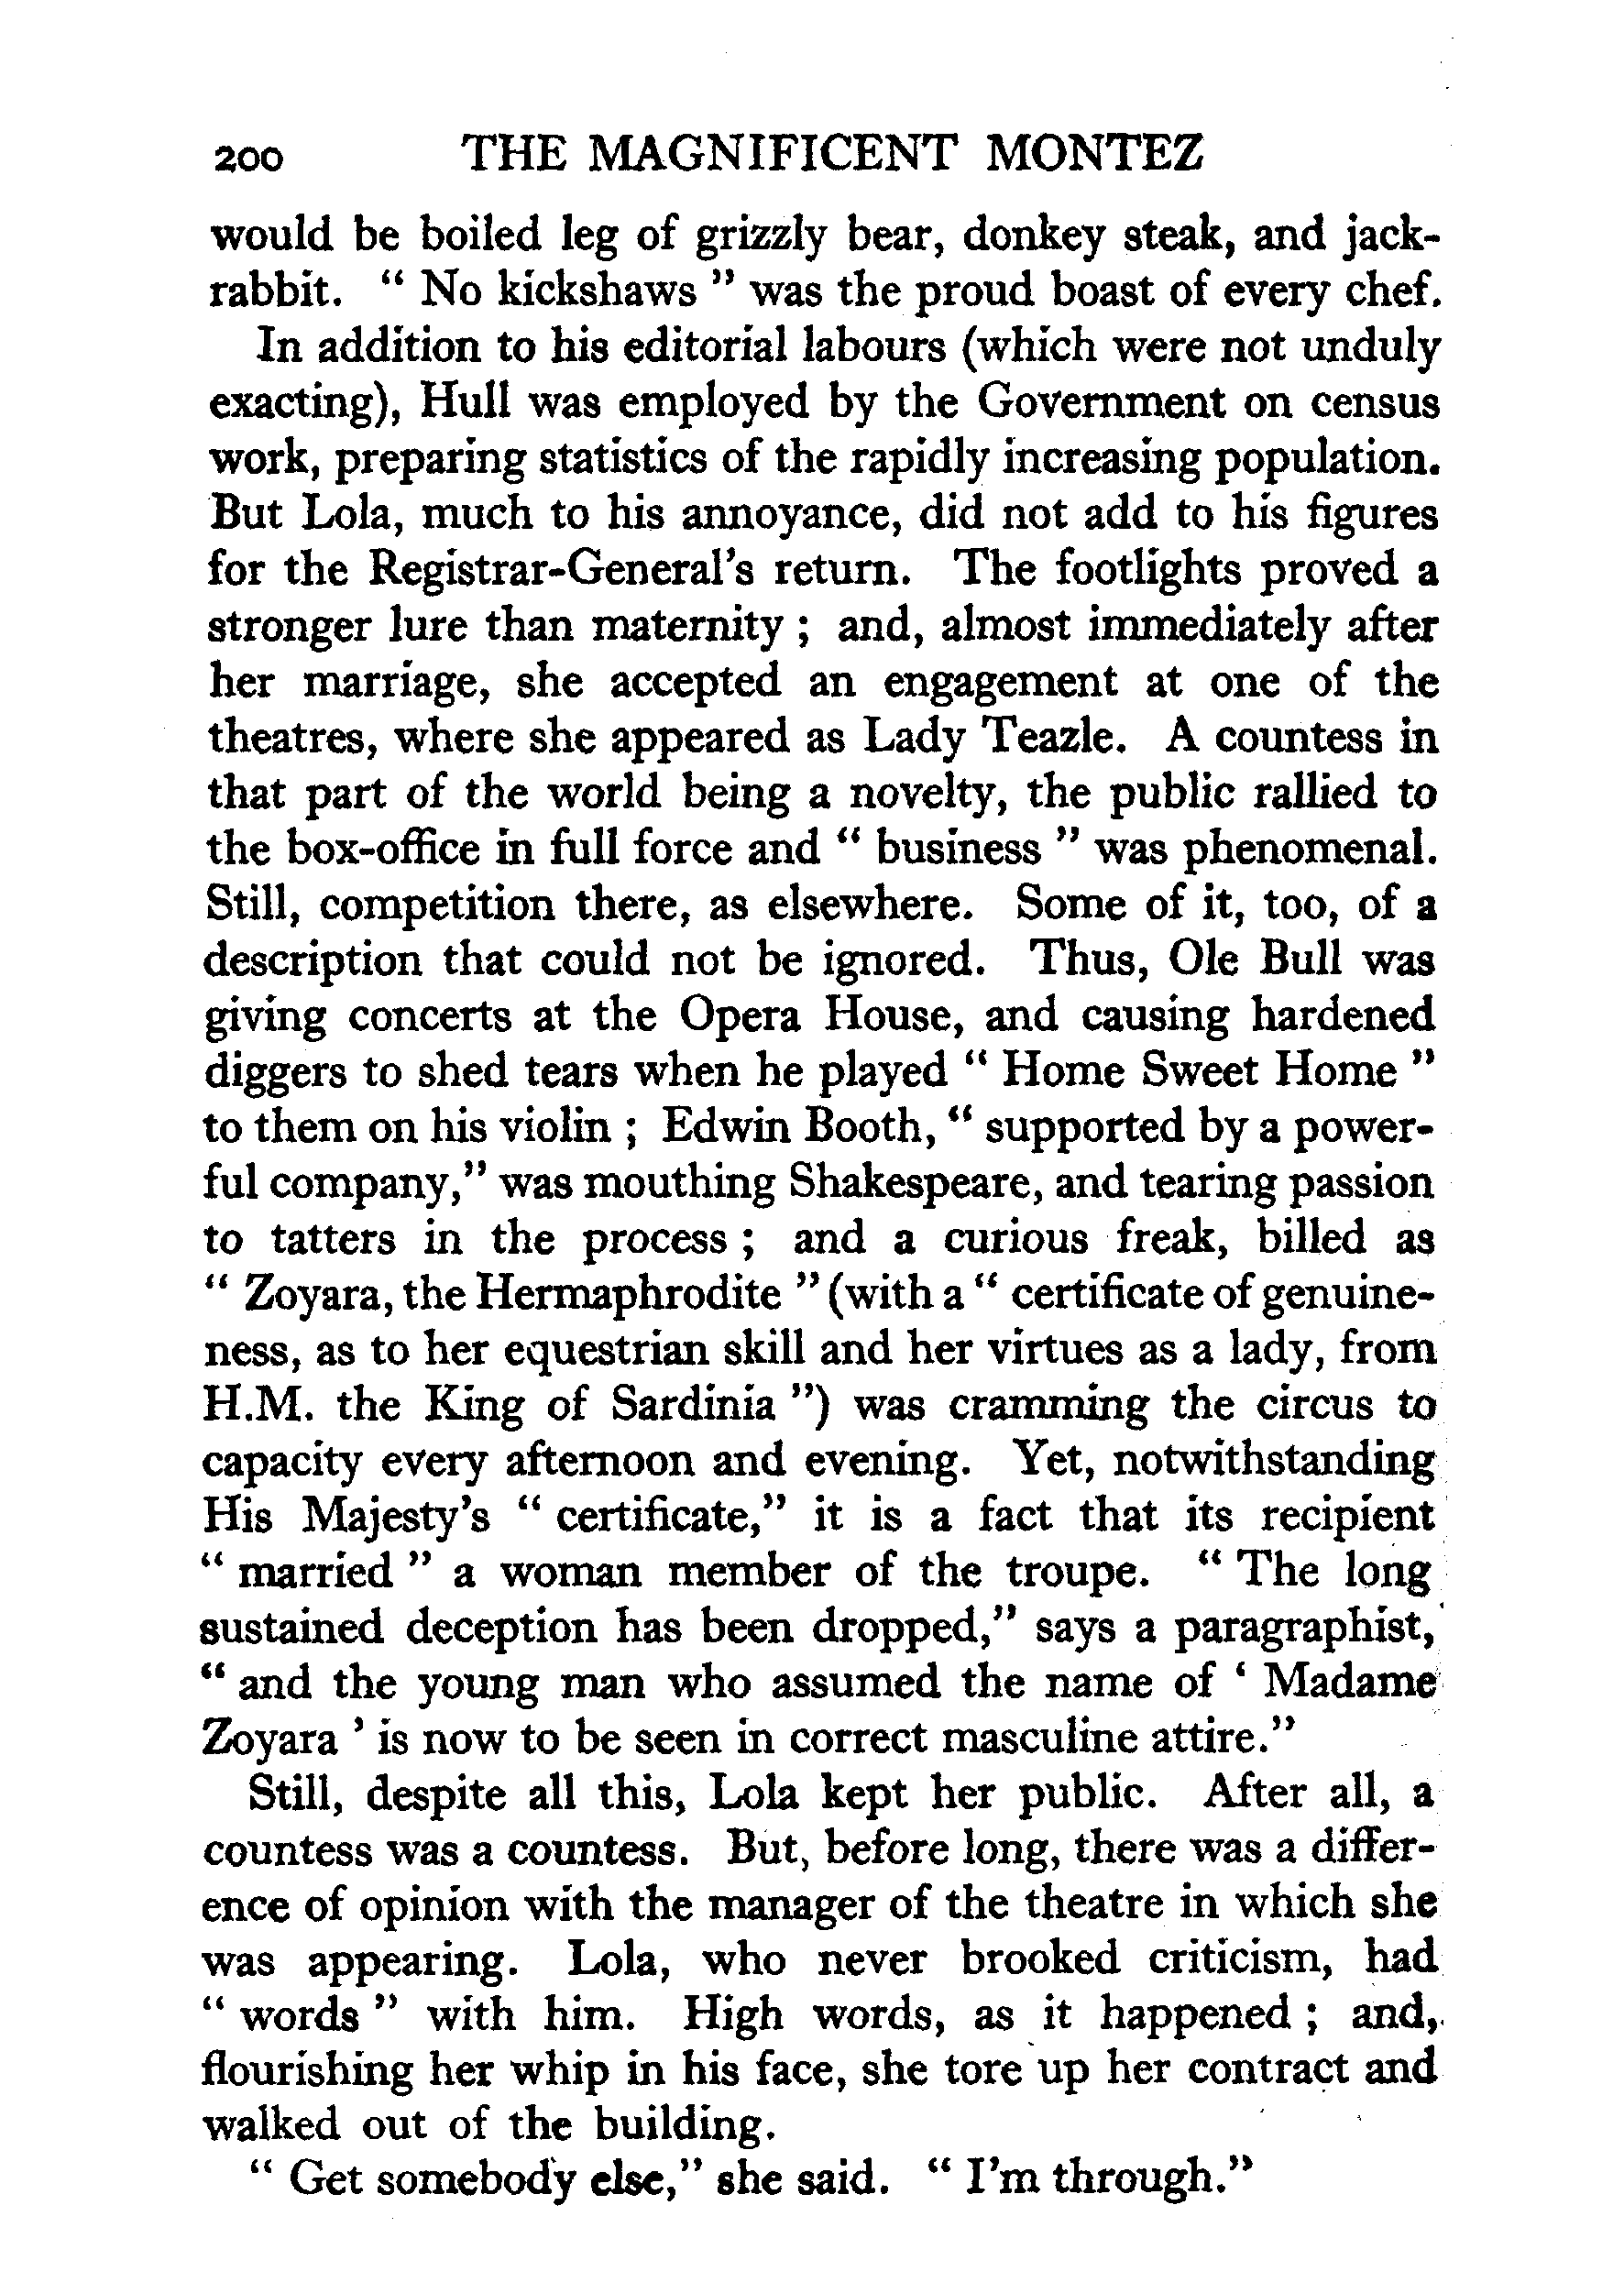 200 THE MAGNIFICENT MONTEZ
would be boiled leg of grizzly bear, donkey steak, and jack-
rabbit. “ No kickshaws ” was the proud boast of every chef.
In addition to his editorial labours (which were not unduly
exacting), Hull was employed by the Government on census
work, preparing statistics of the rapidly increasing population.
But Lola, much to his annoyance, did not add to his figures
for the Registrar-General’s return. The footlights proved a
stronger lure than maternity ; and, almost immediately after
her marriage, she accepted an engagement at one of the
theatres, where she appeared as Lady Teazle. A countess in
that part of the world being a novelty, the public rallied to
the box-office in full force and “ business ” was phenomenal.
Still, competition there, as elsewhere. Some of it, too, of a
description that could not be ignored. Thus, Ole Bull was
giving concerts at the Opera House, and causing hardened
diggers to shed tears when he played “ Home Sweet Home ”
to them on his violin ; Edwin Booth, “ supported by a power-
ful company,” was mouthing Shakespeare, and tearing passion
to tatters in the process ; and a curious freak, billed as
“ Zoyara, the Hermaphrodite ” (with a “ certificate of genuine-
ness, as to her equestrian skill and her virtues as a lady, from
H.M. the King of Sardinia ”) was cramming the circus to
capacity every afternoon and evening. Yet, notwithstanding
His Majesty’s “ certificate,” it is a fact that its recipient
“ married ” a woman member of the troupe. “ The long
sustained deception has been dropped,” says a paragraphist,
“ and the young man who assumed the name of ‘ Madame
Zoyara ’ is now to be seen in correct masculine attire.”
Still, despite all this, Lola kept her public. After all, a
countess was a countess. But, before long, there was a differ-
ence of opinion with the manager of the theatre in which she
was appearing. Lola, who never brooked criticism, had
“ words ” with him. High words, as it happened ; and,
flourishing her whip in his face, she tore up her contract and
walked out of the building.
“ Get somebody else,” she said. “ I’m through.”